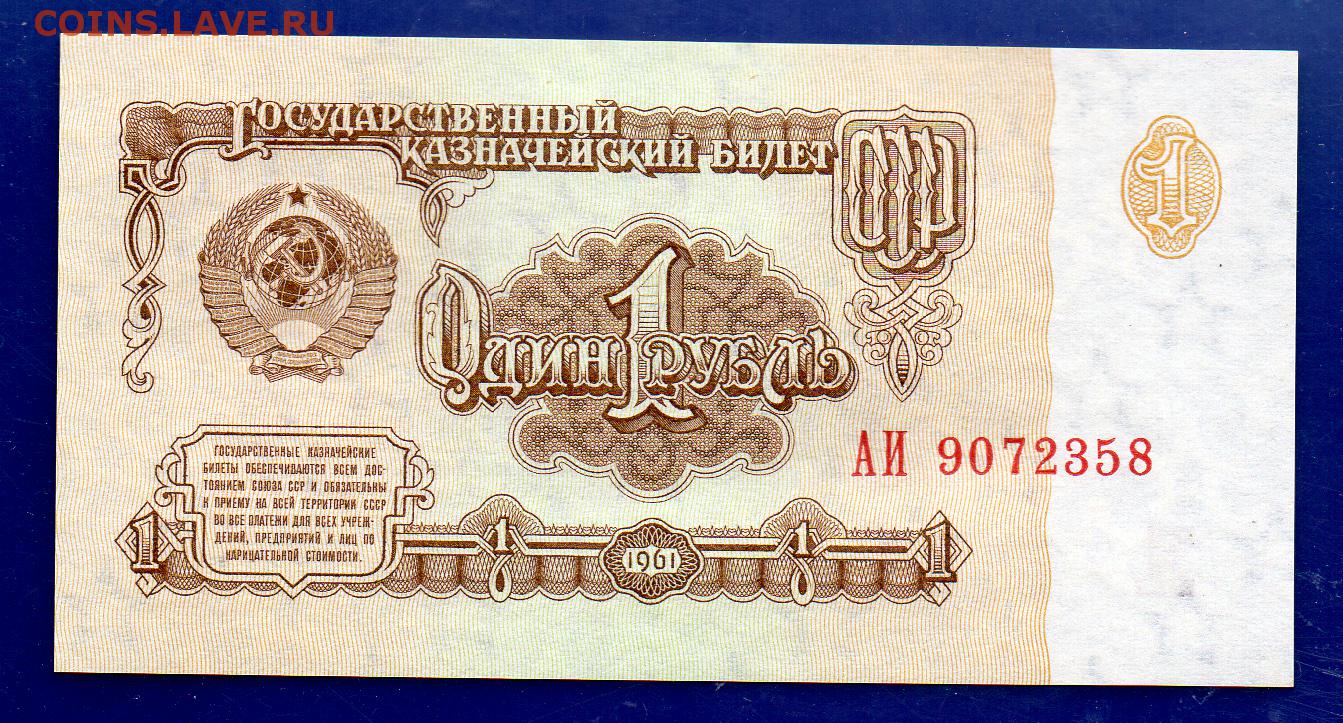 COINS.LAVE.RU
ГОСУДАРСТВЕННЫЙ
КАЗНАЧЕЙСКИЙ БИЛЕТ
СССР
1
1
ОДИН РУБЛЬ
АИ 9072358
ГОСУДАРСТВЕННЫЕ КАЗНАЧЕЙСКИЕ
БИЛЕТЫ ОБЕСПЕЧИВАЮТСЯ ВСЕМ ДОС-
ТОЯНИЕМ СОЮЗА ССР И ОБЯЗАТЕЛЬНЫ
К ПРИЕМУ НА ВСЕЙ ТЕРРИТОРИИ СССР
ВО ВСЕ ПЛАТЕЖИ ДЛЯ ВСЕХ УЧРЕЖ-
ДЕНИЙ, ПРЕДПРИЯТИЙ И ЛИЦ ПО
НАРИЦАТЕЛЬНОЙ СТОИМОСТИ.
1 1 1961 1 1